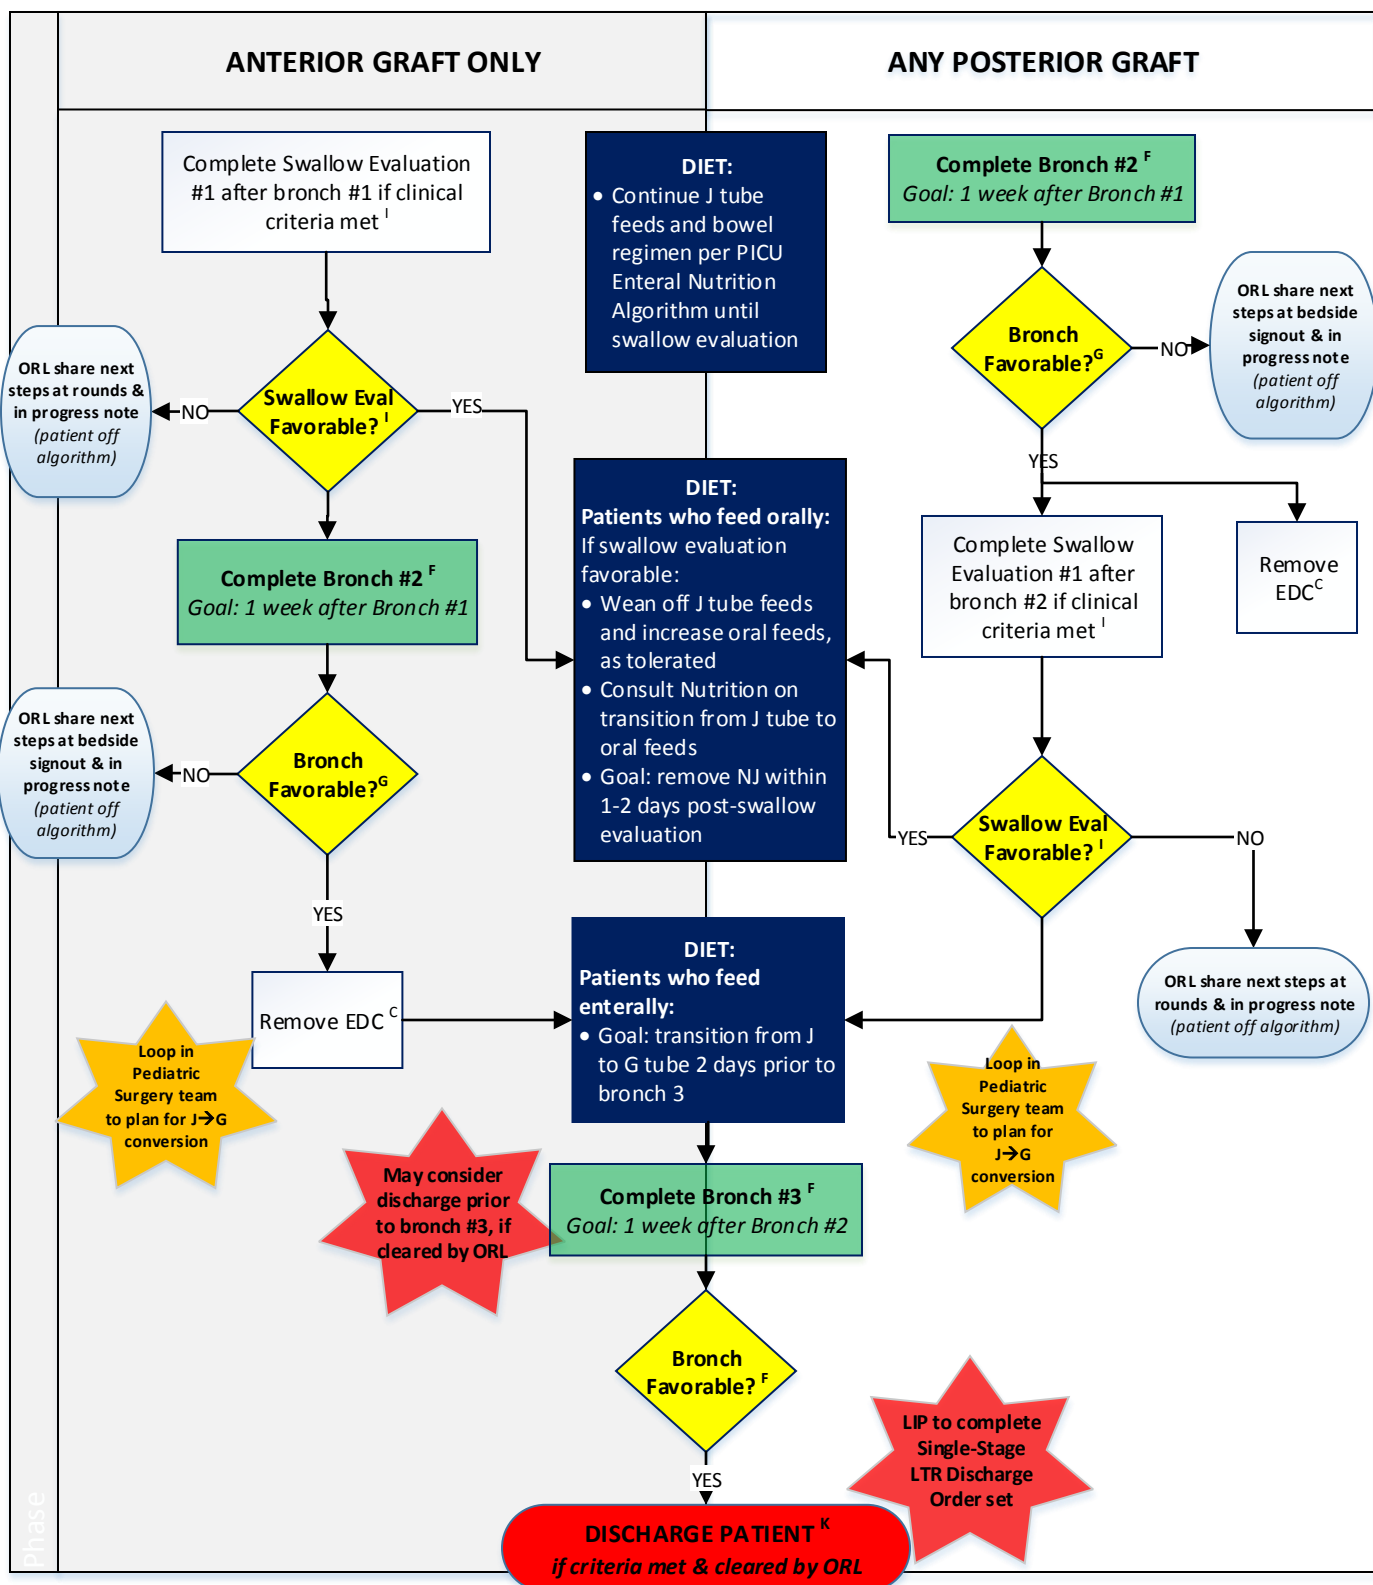 ANTERIOR GRAFT ONLY
ANY POSTERIOR GRAFT
Complete Swallow Evaluation
#1 after bronch #1 if clinical
criteria met I
Swallow Eval
Favorable? I
NO
YES
ORL share next
steps at rounds &
in progress note
(patient off
algorithm)
Complete Bronch #2 F
Goal: 1 week after Bronch #1
Bronch
Favorable?G
NO
ORL share next
steps at bedside
signout & in
progress note
(patient off
algorithm)
YES
Remove EDC C
Loop in
Pediatric
Surgery team
to plan for J→G
conversion
DIET:
• Continue J tube
feeds and bowel
regimen per PICU
Enteral Nutrition
Algorithm until
swallow evaluation
DIET:
Patients who feed orally:
If swallow evaluation
favorable:
• Wean off J tube feeds
and increase oral feeds,
as tolerated
• Consult Nutrition on
transition from J tube to
oral feeds
• Goal: remove NJ within
1-2 days post-swallow
evaluation
DIET:
Patients who feed
enterally:
• Goal: transition from J
to G tube 2 days prior to
bronch 3
Complete Bronch #2 F
Goal: 1 week after Bronch #1
Bronch
Favorable?G
NO
ORL share next
steps at bedside
signout & in
progress note
(patient off
algorithm)
YES
Remove
EDCC
Complete Swallow
Evaluation #1 after
bronch #2 if clinical
criteria met I
Swallow Eval
Favorable? I
YES
NO
ORL share next steps at
rounds & in progress note
(patient off algorithm)
Loop in
Pediatric
Surgery team
to plan for
J→G
conversion
May consider
discharge prior
to bronch #3, if
cleared by ORL
Complete Bronch #3 F
Goal: 1 week after Bronch #2
Bronch
Favorable? F
YES
LIP to complete
Single-Stage
LTR Discharge
Order set
DISCHARGE PATIENT K
if criteria met & cleared by ORL
Phase